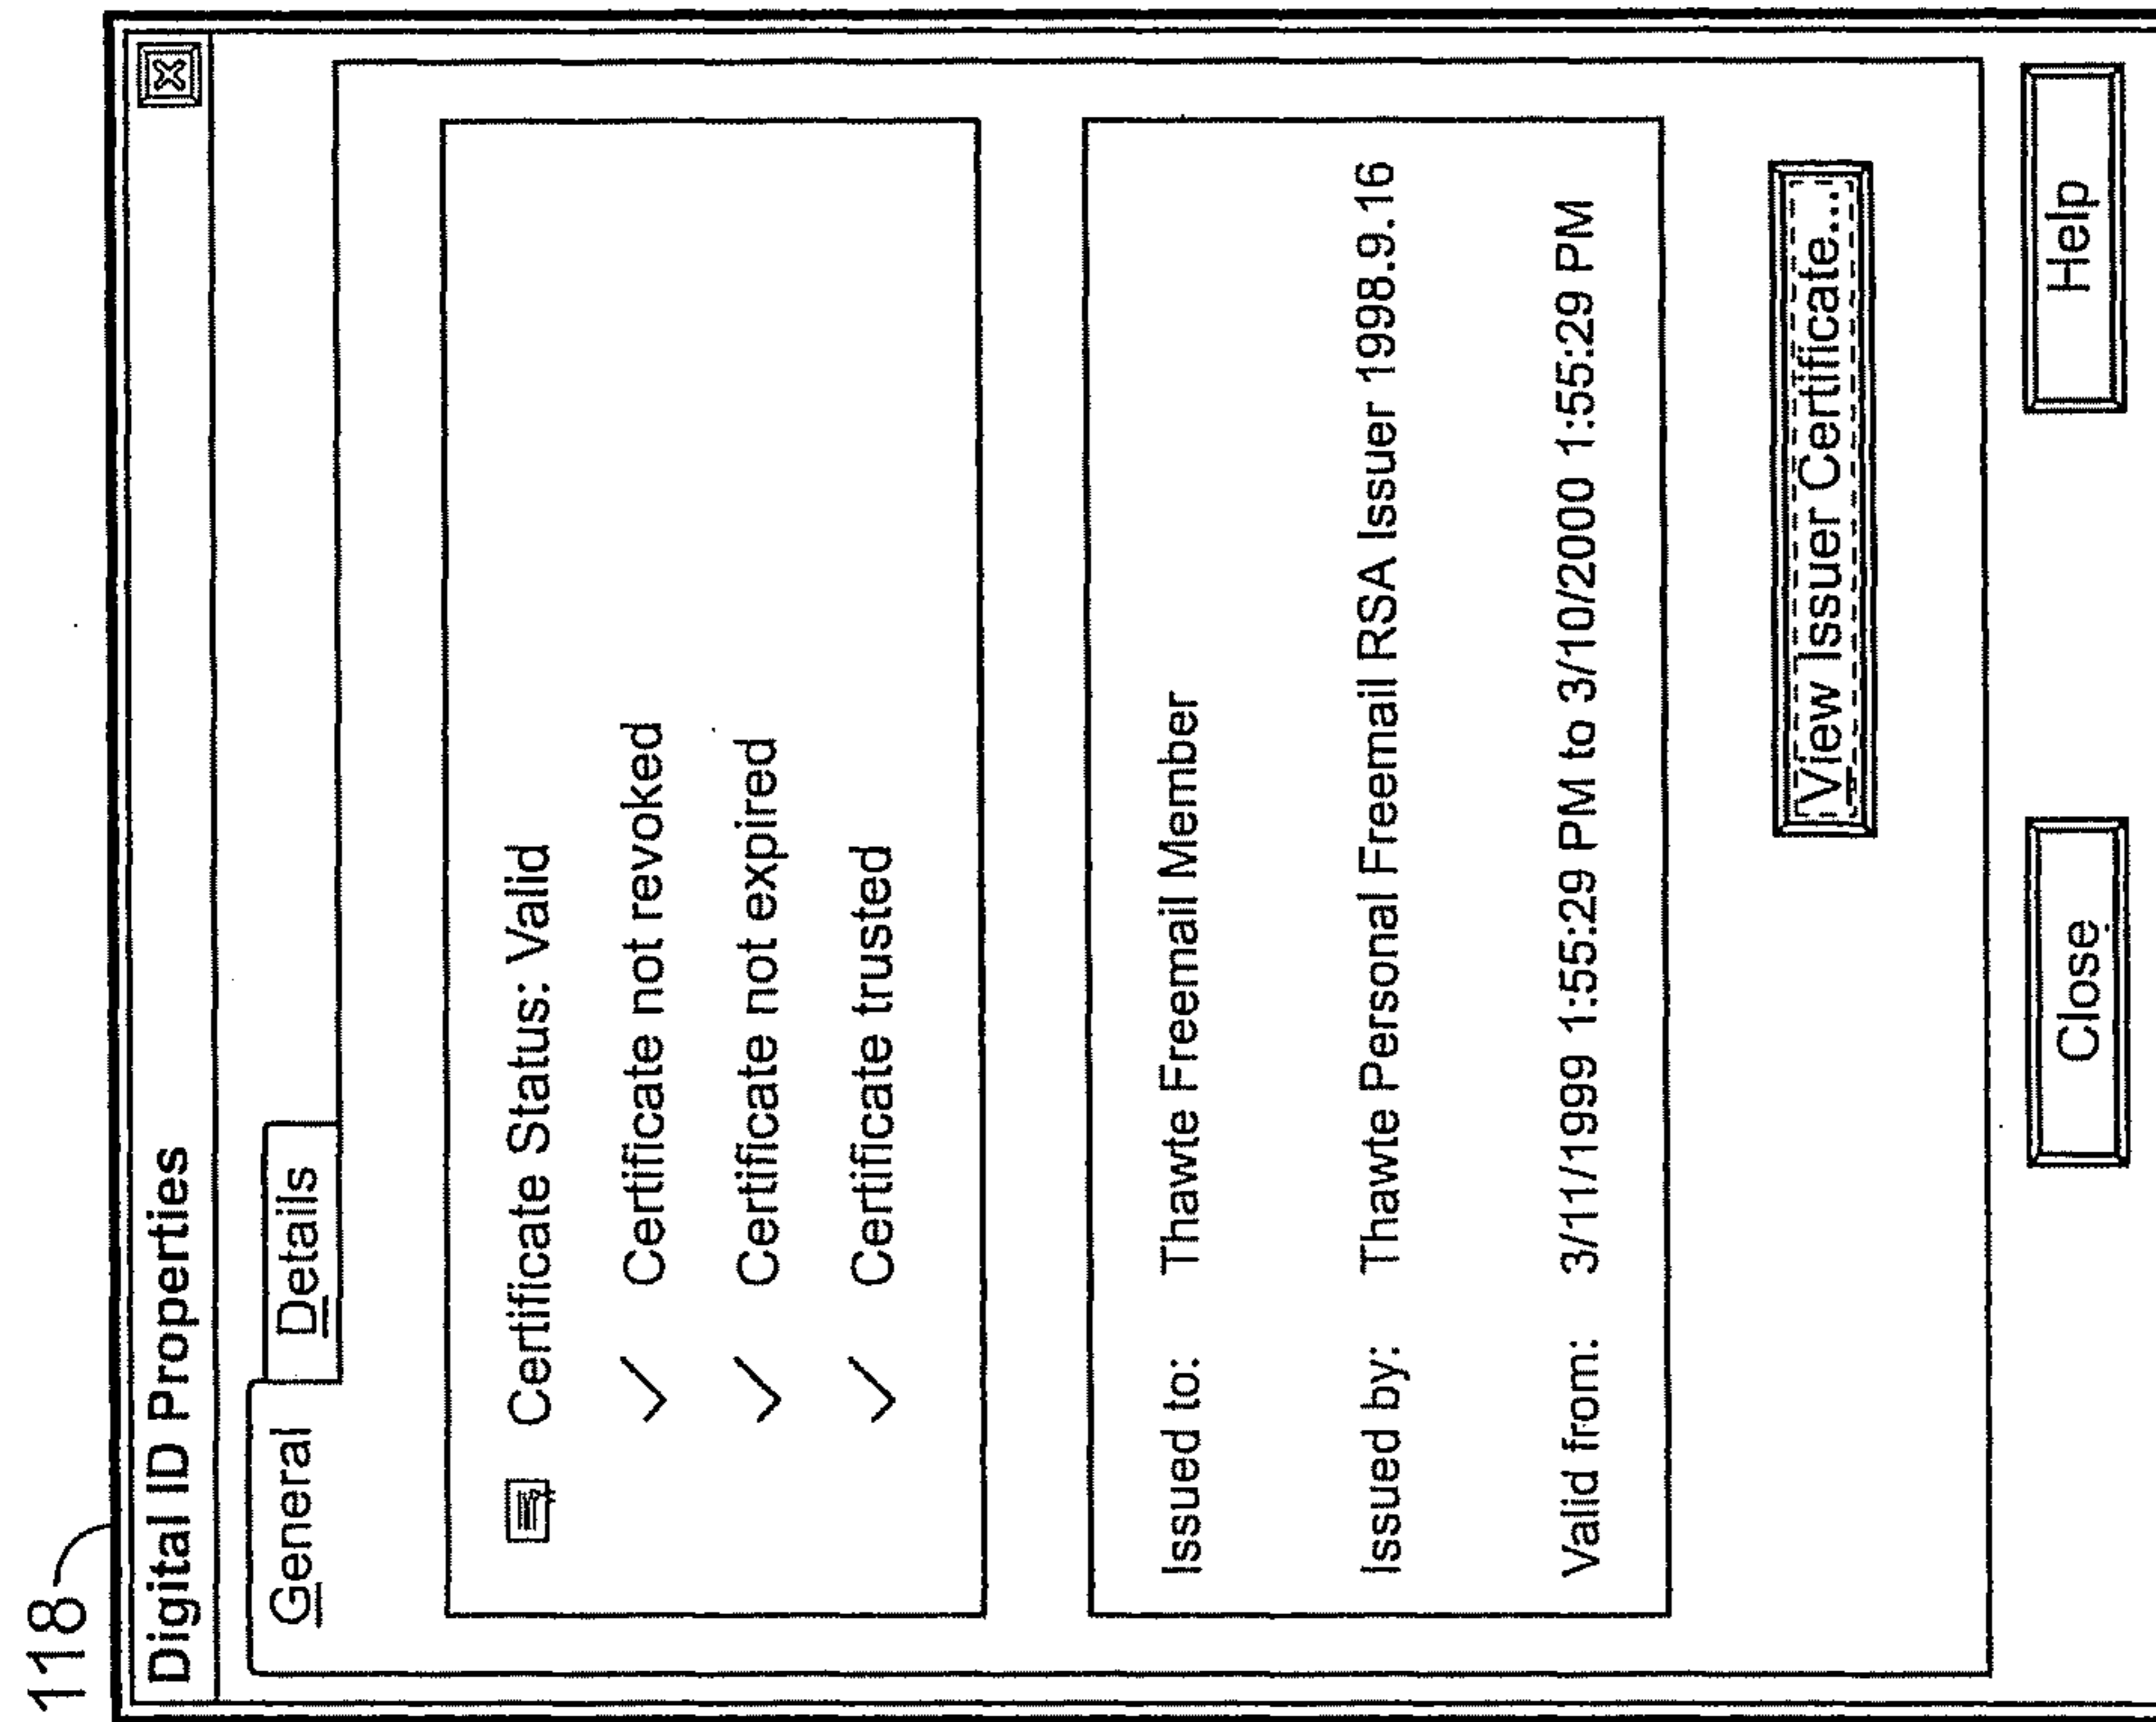 118
Digital ID Properties
General Details
Certificate Status: Valid
Certificate not revoked
Certificate not expired
Certificate trusted
Issued to: Thawte Freemail Member
Issued by: Thawte Personal Freemail RSA Issuer 1998.9.16
Valid from: 3/11/1999 1:55:29 PM to 3/10/2000 1:55:29 PM
View Issuer Certificate...
Close Help